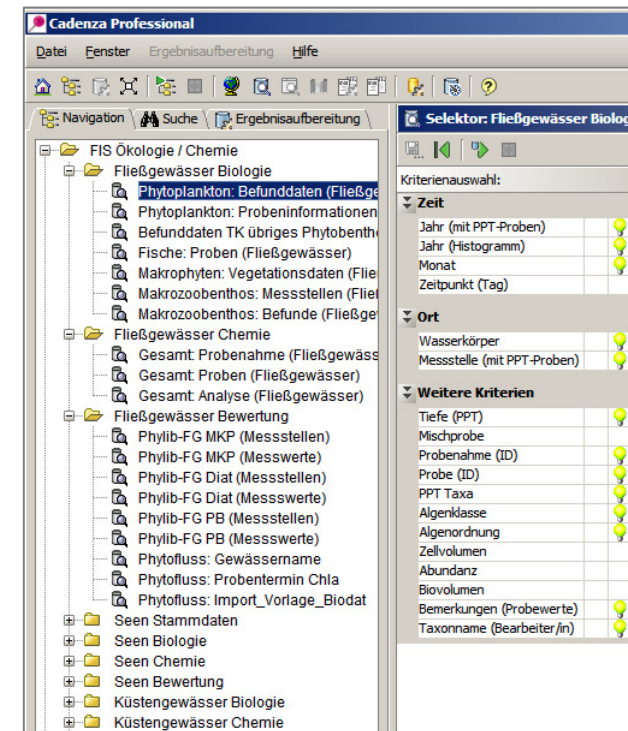 Cadenza Professional
Datei Fenster Ergebnisaufbereitung Hilfe
Navigation Suche Ergebnisaufbereitung
FIS Ökologie / Chemie
Fließgewässer Biologie
Phytoplankton: Befunddaten (Fließge
Phytoplankton: Probeninformationen
Befunddaten TK übriges Phytobenth
Fische: Proben (Fließgewässer)
Makrophyten: Vegetationsdaten (Flie
Makrozoobenthos: Messstellen (Fließ
Makrozoobenthos: Befunde (Fließge
Fließgewässer Chemie
Gesamt: Probenahme (Fließgewäss
Gesamt: Proben (Fließgewässer)
Gesamt: Analyse (Fließgewässer)
Fließgewässer Bewertung
Phylib-FG MKP (Messstellen)
Phylib-FG MKP (Messwerte)
Phylib-FG Diat (Messstellen)
Phylib-FG Diat (Messswerte)
Phylib-FG PB (Messstellen)
Phylib-FG PB (Messswerte)
Phytofluss: Gewässername
Phytofluss: Probentermin Chla
Phytofluss: Import_Vorlage_Biodat
Seen Stammdaten
Seen Biologie
Seen Chemie
Seen Bewertung
Küstengewässer Biologie
Küstengewässer Chemie
Selektor: Fließgewässer Biolog
Kriterienauswahl:
Zeit
Jahr (mit PPT-Proben)
Jahr (Histogramm)
Monat
Zeitpunkt (Tag)
Ort
Wasserkörper
Messstelle (mit PPT-Proben)
Weitere Kriterien
Tiefe (PPT)
Mischprobe
Probenahme (ID)
Probe (ID)
PPT Taxa
Algenklasse
Algenordnung
Zellvolumen
Abundanz
Biovolumen
Bemerkungen (Probewerte)
Taxonname (Bearbeiter/in)